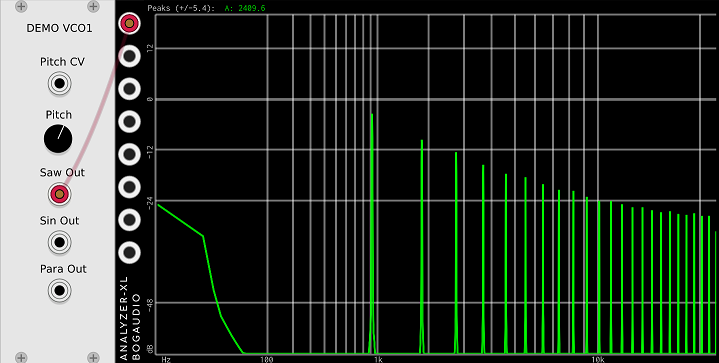 DEMO VCO1
Pitch CV
Pitch
Saw Out
Sin Out
Para Out
ANALYZER-XL
BOGAUDIO
Peaks (+/-5.4): A: 2409.6
12
0
-12
-24
-48
dB
Hz 100 1k 10k